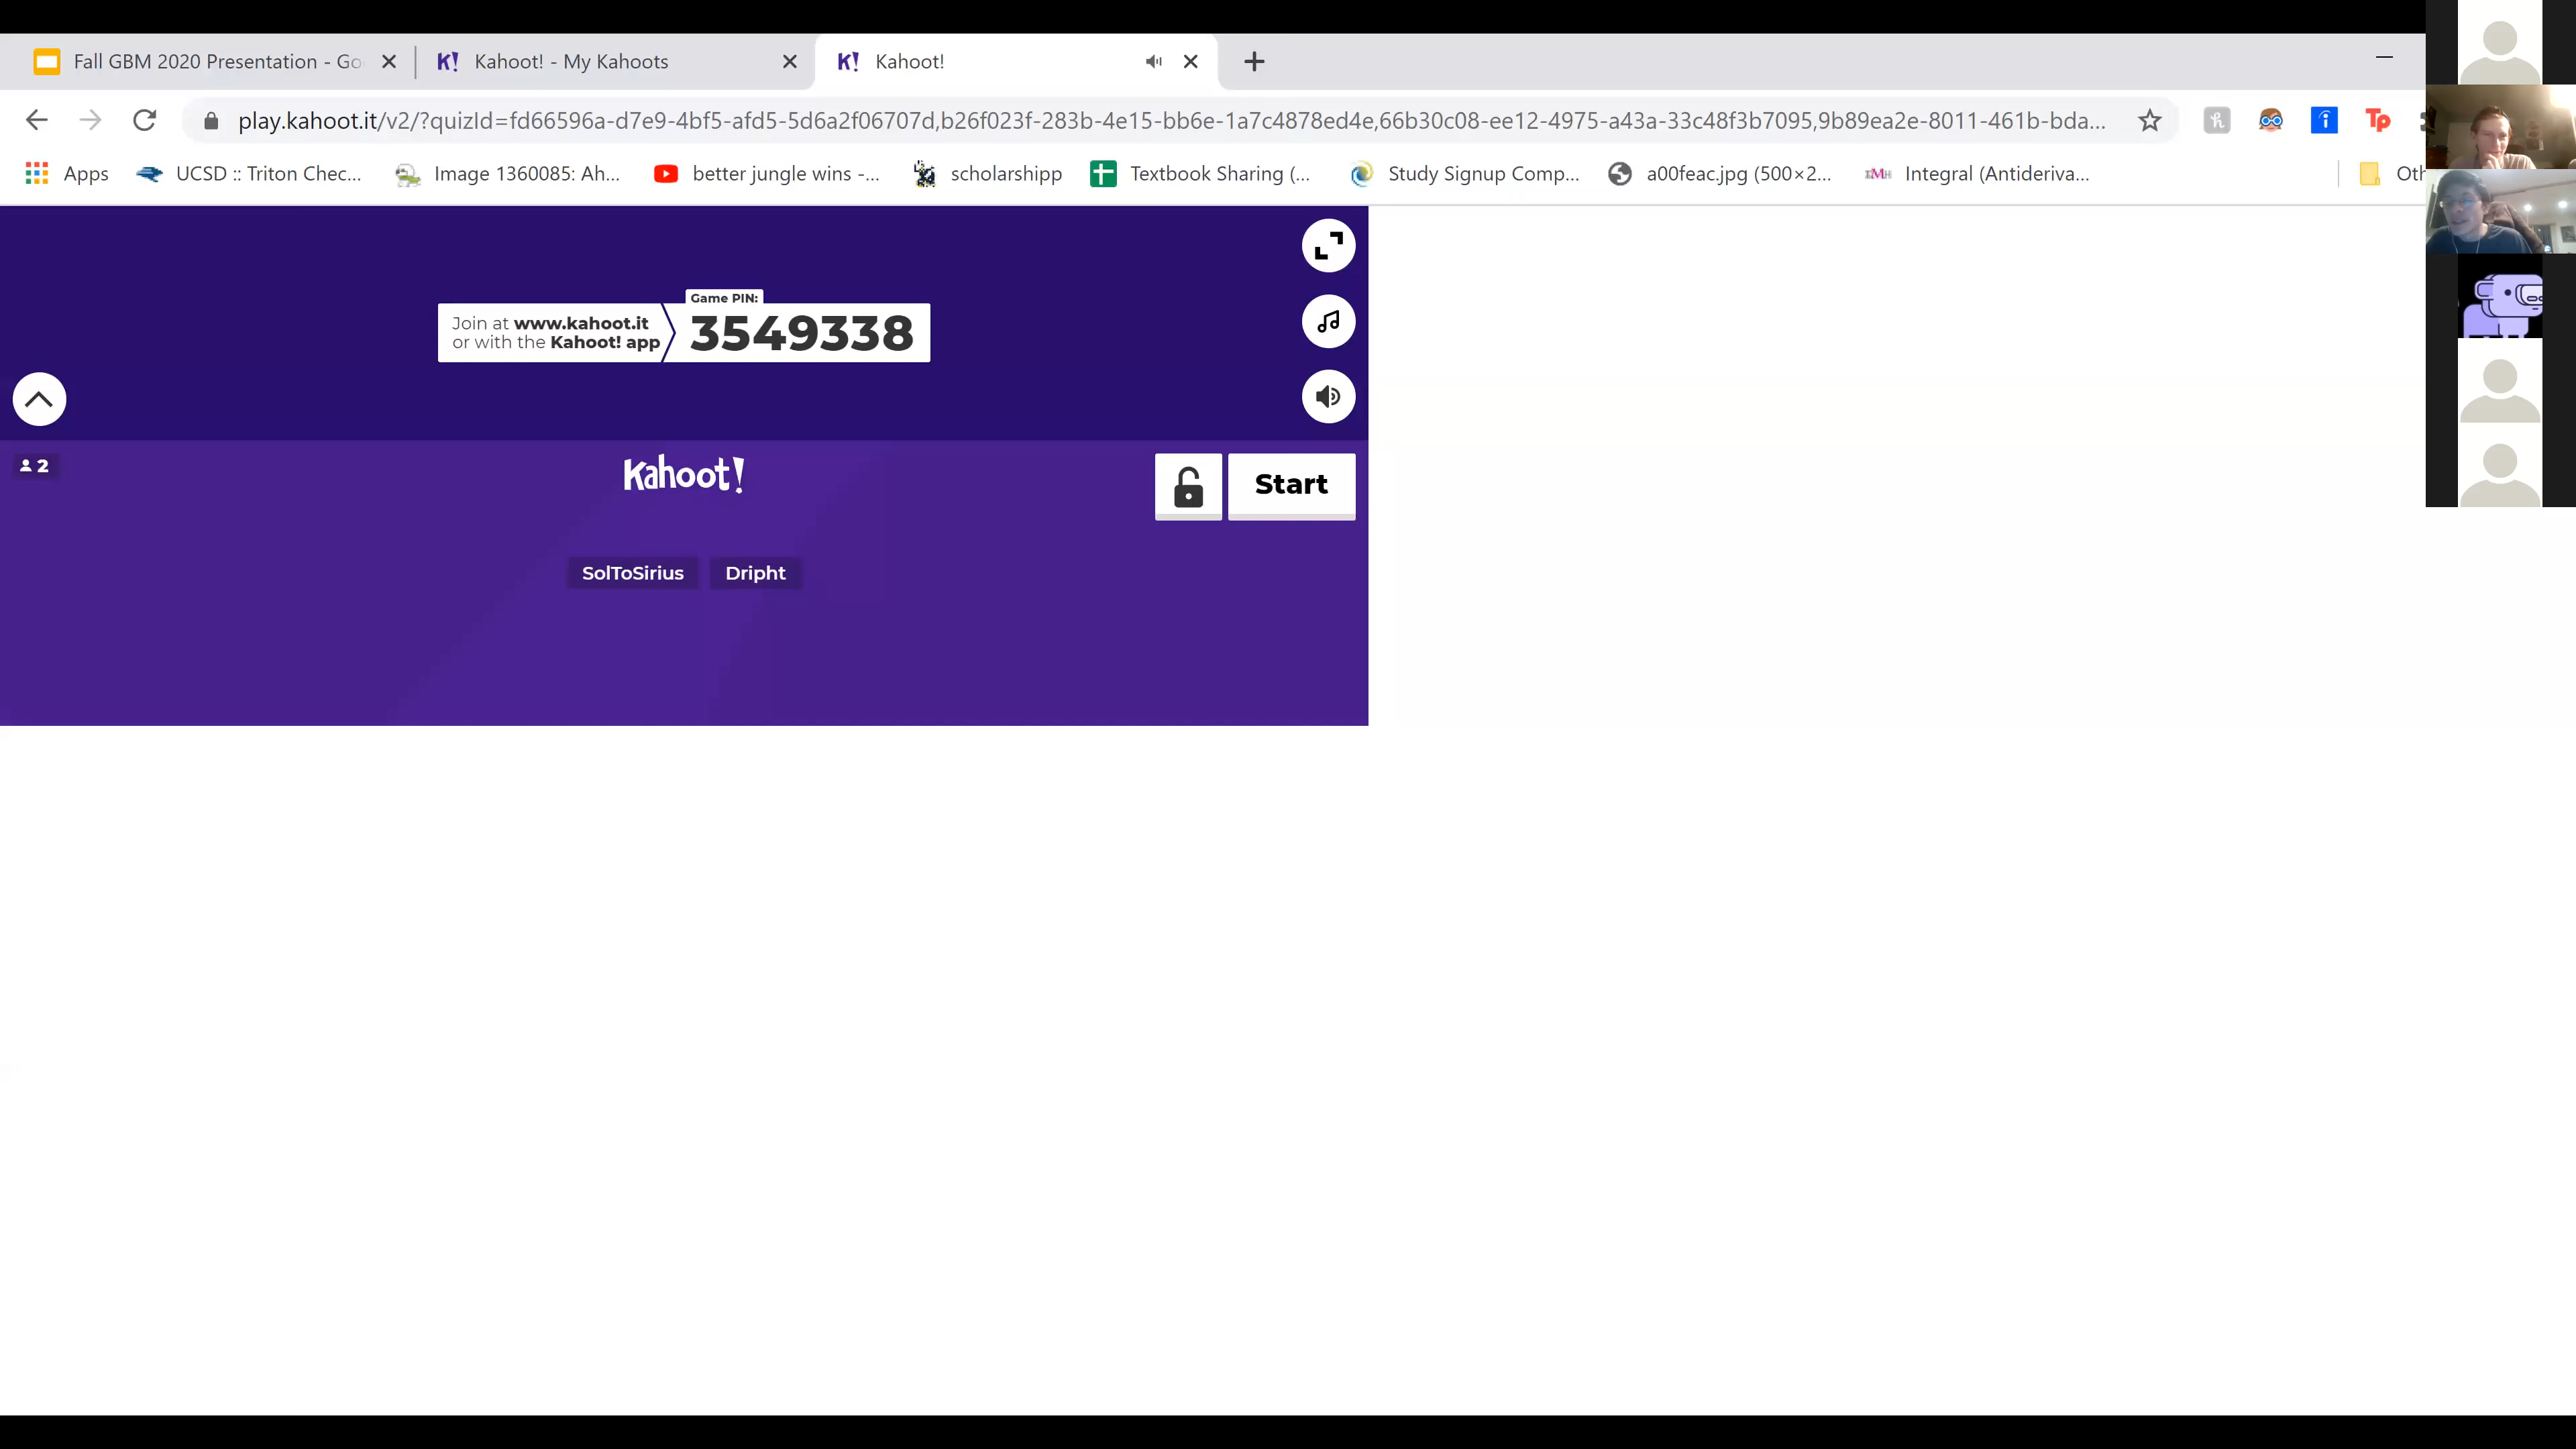 Fall GBM 2020 Presentation - Go
K! Kahoot! - My Kahoots
K! Kahoot!
play.kahoot.it/v2/?quizId=fd66596a-d7e9-4bf5-afd5-5d6a2f06707d,b26f023f-283b-4e15-bb6e-1a7c4878ed4e,66b30c08-ee12-4975-a43a-33c48f3b7095,9b89ea2e-8011-461b-bda...
Tp
Apps
UCSD :: Triton Chec...
Image 1360085: Ah...
better jungle wins -...
scholarshipp
Textbook Sharing (...
Study Signup Comp...
a00feac.jpg (500×2...
Integral (Antideriva...
Oth
Game PIN:
Join at www.kahoot.it
or with the Kahoot! app
3549338
2
Kahoot!
Start
SolToSirius
Dripht